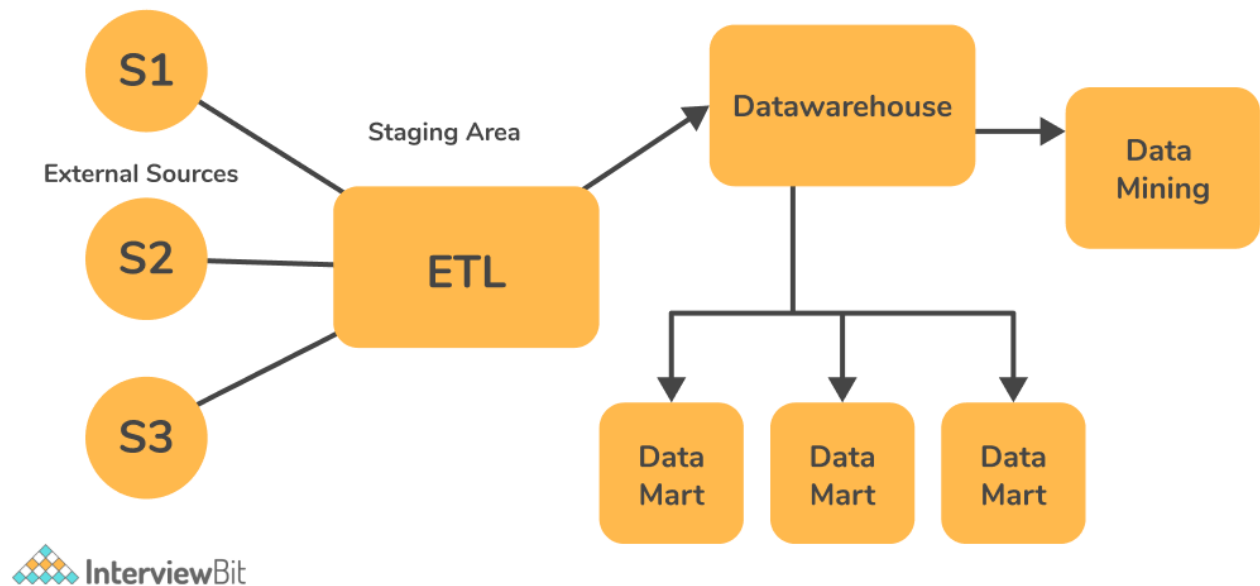 S1
External Sources
S2
S3
Staging Area
ETL
Datawarehouse
Data
Mining
Data
Mart
Data
Mart
Data
Mart
InterviewBit